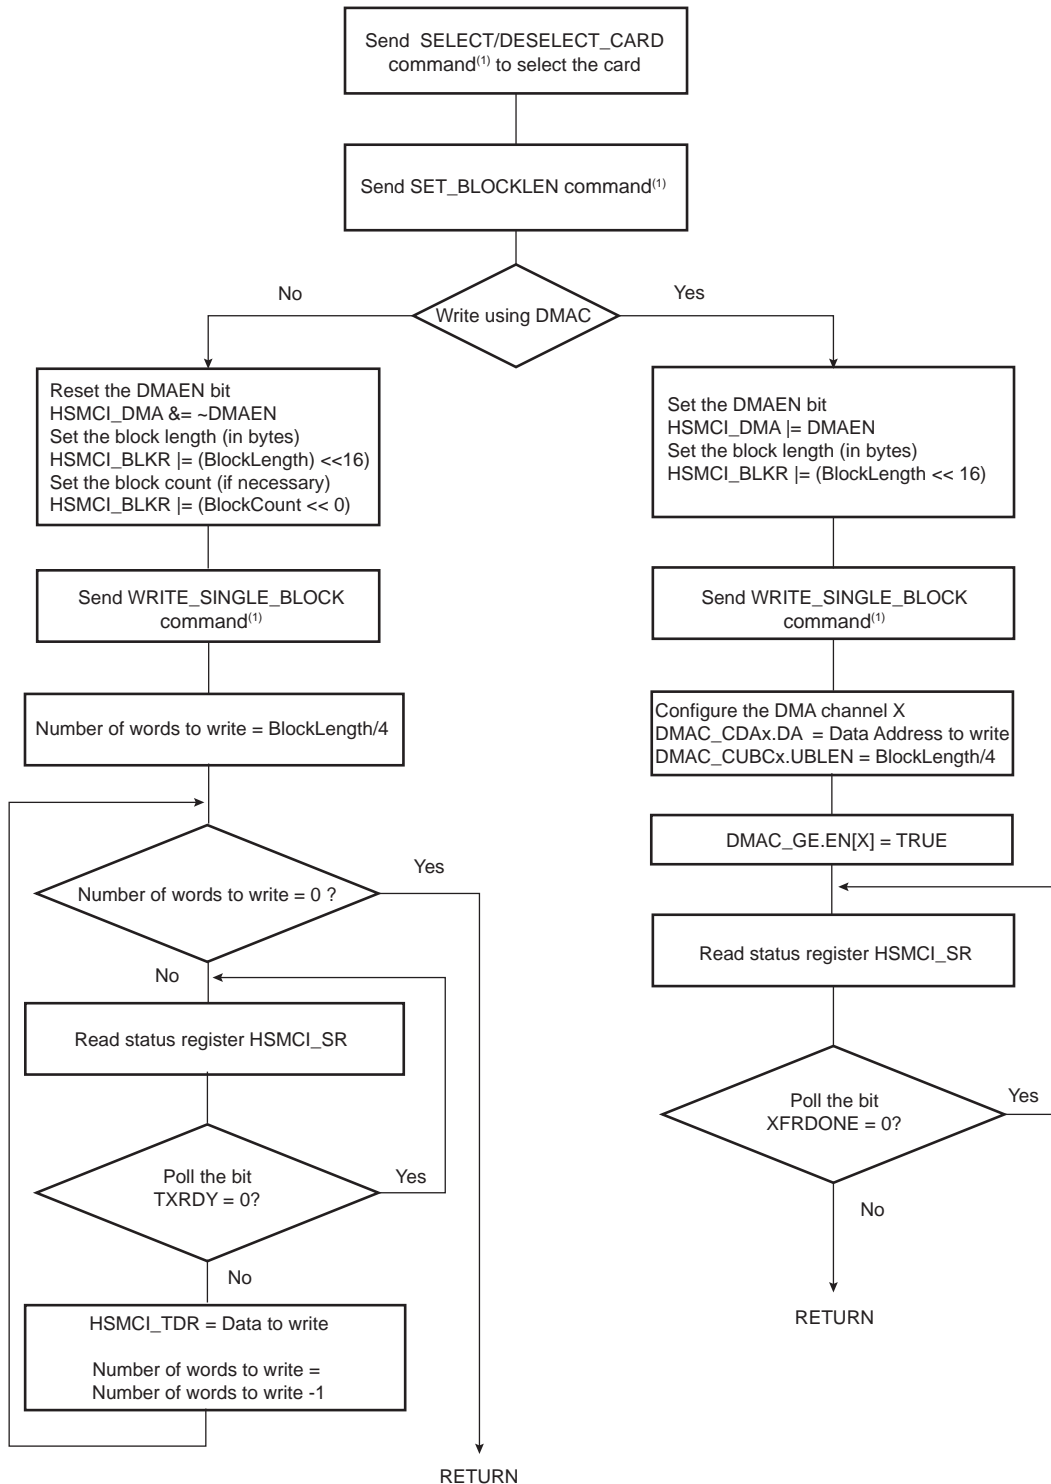 Send SELECT/DESELECT_CARD
command(1) to select the card
Send SET_BLOCKLEN command(1)
No
Yes
Write using DMAC
Reset the DMAEN bit
HSMCI_DMA &= ~DMAEN
Set the block length (in bytes)
HSMCI_BLKR |= (BlockLength) <<16)
Set the block count (if necessary)
HSMCI_BLKR |= (BlockCount << 0)
Send WRITE_SINGLE_BLOCK
command(1)
Number of words to write = BlockLength/4
Number of words to write = 0 ?
Yes
No
Read status register HSMCI_SR
Poll the bit
TXRDY = 0?
Yes
No
HSMCI_TDR = Data to write
Number of words to write =
Number of words to write -1
RETURN
Set the DMAEN bit
HSMCI_DMA |= DMAEN
Set the block length (in bytes)
HSMCI_BLKR |= (BlockLength << 16)
Send WRITE_SINGLE_BLOCK
command(1)
Configure the DMA channel X
DMAC_CDAx.DA = Data Address to write
DMAC_CUBCx.UBLEN = BlockLength/4
DMAC_GE.EN[X] = TRUE
Read status register HSMCI_SR
Poll the bit
XFRDONE = 0?
Yes
No
RETURN